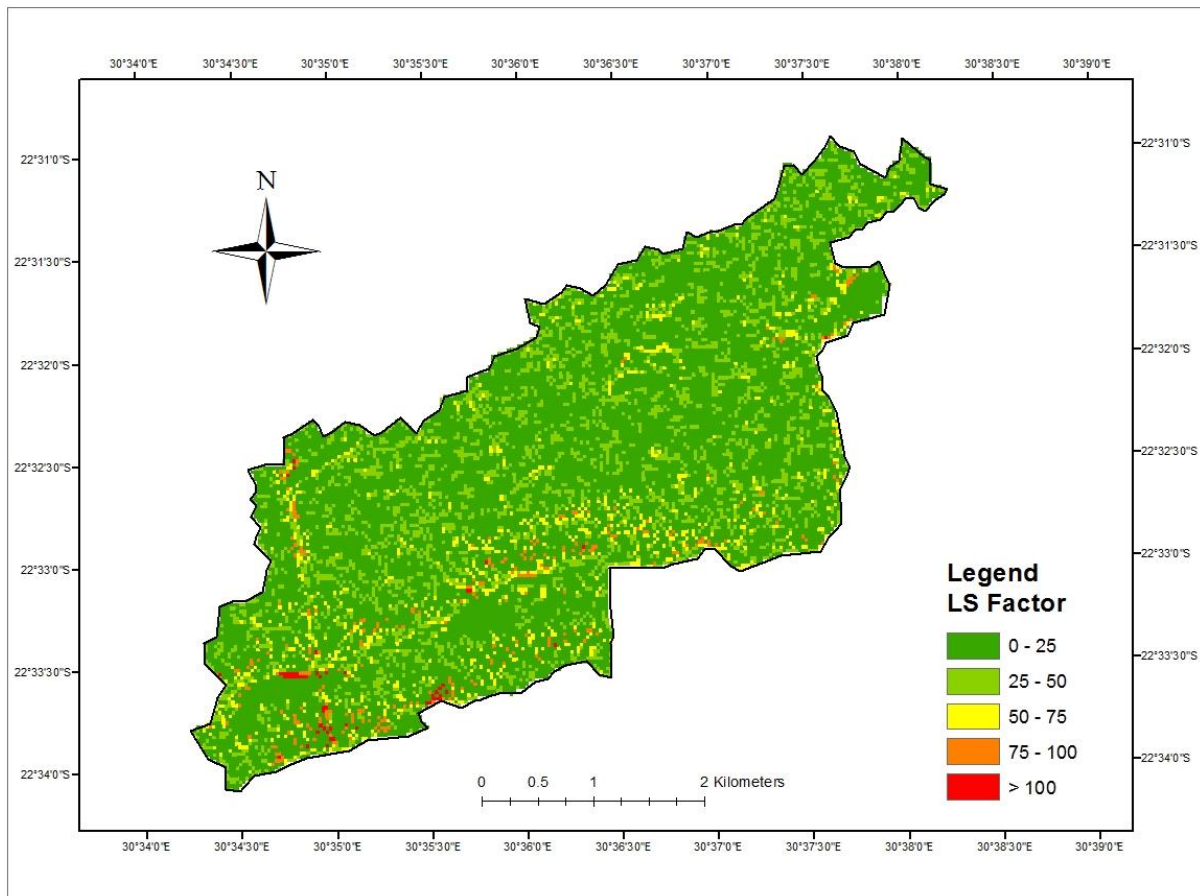 30°34'0"E 30°34'30"E 30°35'0"E 30°35'30"E 30°36'0"E 30°36'30"E 30°37'0"E 30°37'30"E 30°38'0"E 30°38'30"E 30°39'0"E
22°31'0"S 22°31'0"S
N
22°31'30"S 22°31'30"S
22°32'0"S 22°32'0"S
22°32'30"S 22°32'30"S
22°33'0"S 22°33'0"S
Legend
LS Factor
0 - 25
22°33'30"S 22°33'30"S
25 - 50
50 - 75
75 - 100
22°34'0"S 22°34'0"S
> 100
0 0.5 1 2 Kilometers
30°34'0"E 30°34'30"E 30°35'0"E 30°35'30"E 30°36'0"E 30°36'30"E 30°37'0"E 30°37'30"E 30°38'0"E 30°38'30"E 30°39'0"E